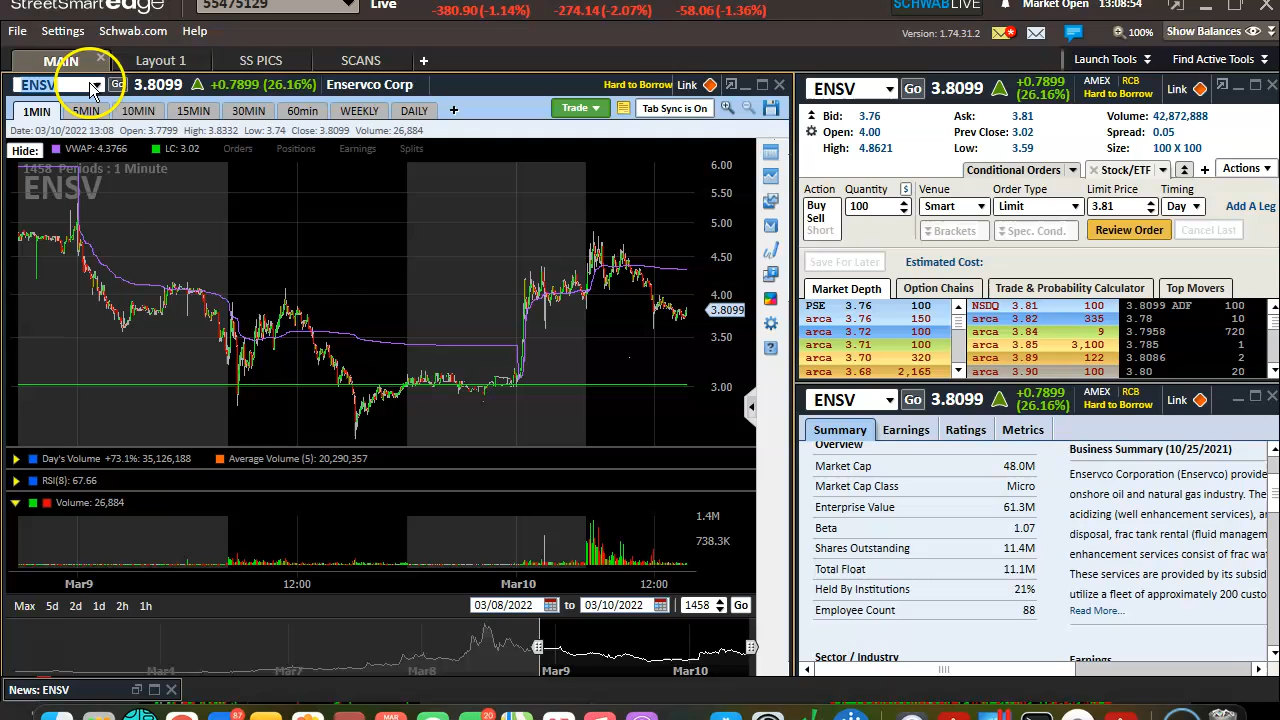 StreetSmart edge 55475129 Live -380.90 (-1.14%) -274.14 (-2.07%) -58.06 (-1.36%) SCHWABLIVE Market Open 13:08:54
File Settings Schwab.com Help Version: 1.74.31.2 100% Show Balances
MAIN Layout 1 SS PICS SCANS + Launch Tools Find Active Tools
ENSV Go 3.8099 +0.7899 (26.16%) Enservco Corp Hard to Borrow Link
1MIN 5MIN 10MIN 15MIN 30MIN 60min WEEKLY DAILY + Trade Tab Sync is On
Date: 03/10/2022 13:08 Open: 3.7799 High: 3.8332 Low: 3.74 Close: 3.8099 Volume: 26,884
Hide: VWAP: 4.3766 LC: 3.02 Orders Positions Earnings Splits
1458 Periods : 1 Minute
ENSV
6.00
5.50
5.00
4.50
4.00
3.8099
3.50
3.00
Day's Volume +73.1%: 35,126,188 Average Volume (5): 20,290,357
RSI(8): 67.66
Volume: 26,884
1.4M
738.3K
Mar9 12:00 Mar10 12:00
Max 5d 2d 1d 2h 1h 03/08/2022 to 03/10/2022 1458 Go
Mar4 Mar7 Mar8 Mar9 Mar10
News: ENSV
ENSV Go 3.8099 +0.7899 (26.16%) AMEX RCB Hard to Borrow Link
Bid: 3.76 Ask: 3.81 Volume: 42,872,888
Open: 4.00 Prev Close: 3.02 Spread: 0.05
High: 4.8621 Low: 3.59 Size: 100 X 100
Conditional Orders Stock/ETF + Actions
Action Quantity $ Venue Order Type Limit Price Timing
Buy Sell Short 100 Smart Limit 3.81 Day Add A Leg
Brackets Spec. Cond. Review Order Cancel Last
Save For Later Estimated Cost:
Market Depth Option Chains Trade & Probability Calculator Top Movers
PSE 3.76 100 NSDQ 3.81 100 3.8099 ADF 100
arca 3.76 150 arca 3.82 335 3.78 10
arca 3.72 100 arca 3.84 9 3.7958 720
arca 3.71 100 arca 3.85 3,100 3.785 1
arca 3.70 320 arca 3.89 122 3.8086 2
arca 3.68 2,165 arca 3.90 100 3.80 20
ENSV Go 3.8099 +0.7899 (26.16%) AMEX RCB Hard to Borrow Link
Summary Earnings Ratings Metrics
Overview
Market Cap 48.0M
Market Cap Class Micro
Enterprise Value 61.3M
Beta 1.07
Shares Outstanding 11.4M
Total Float 11.1M
Held By Institutions 21%
Employee Count 88
Sector / Industry
Business Summary (10/25/2021)
Enservco Corporation (Enservco) provide
onshore oil and natural gas industry. The
acidizing (well enhancement services), a
disposal, frac tank rental (fluid managem
enhancement services consist of frac wa
These services are provided by its subsid
utilize a fleet of approximately 200 custo
Read More...
Earnings